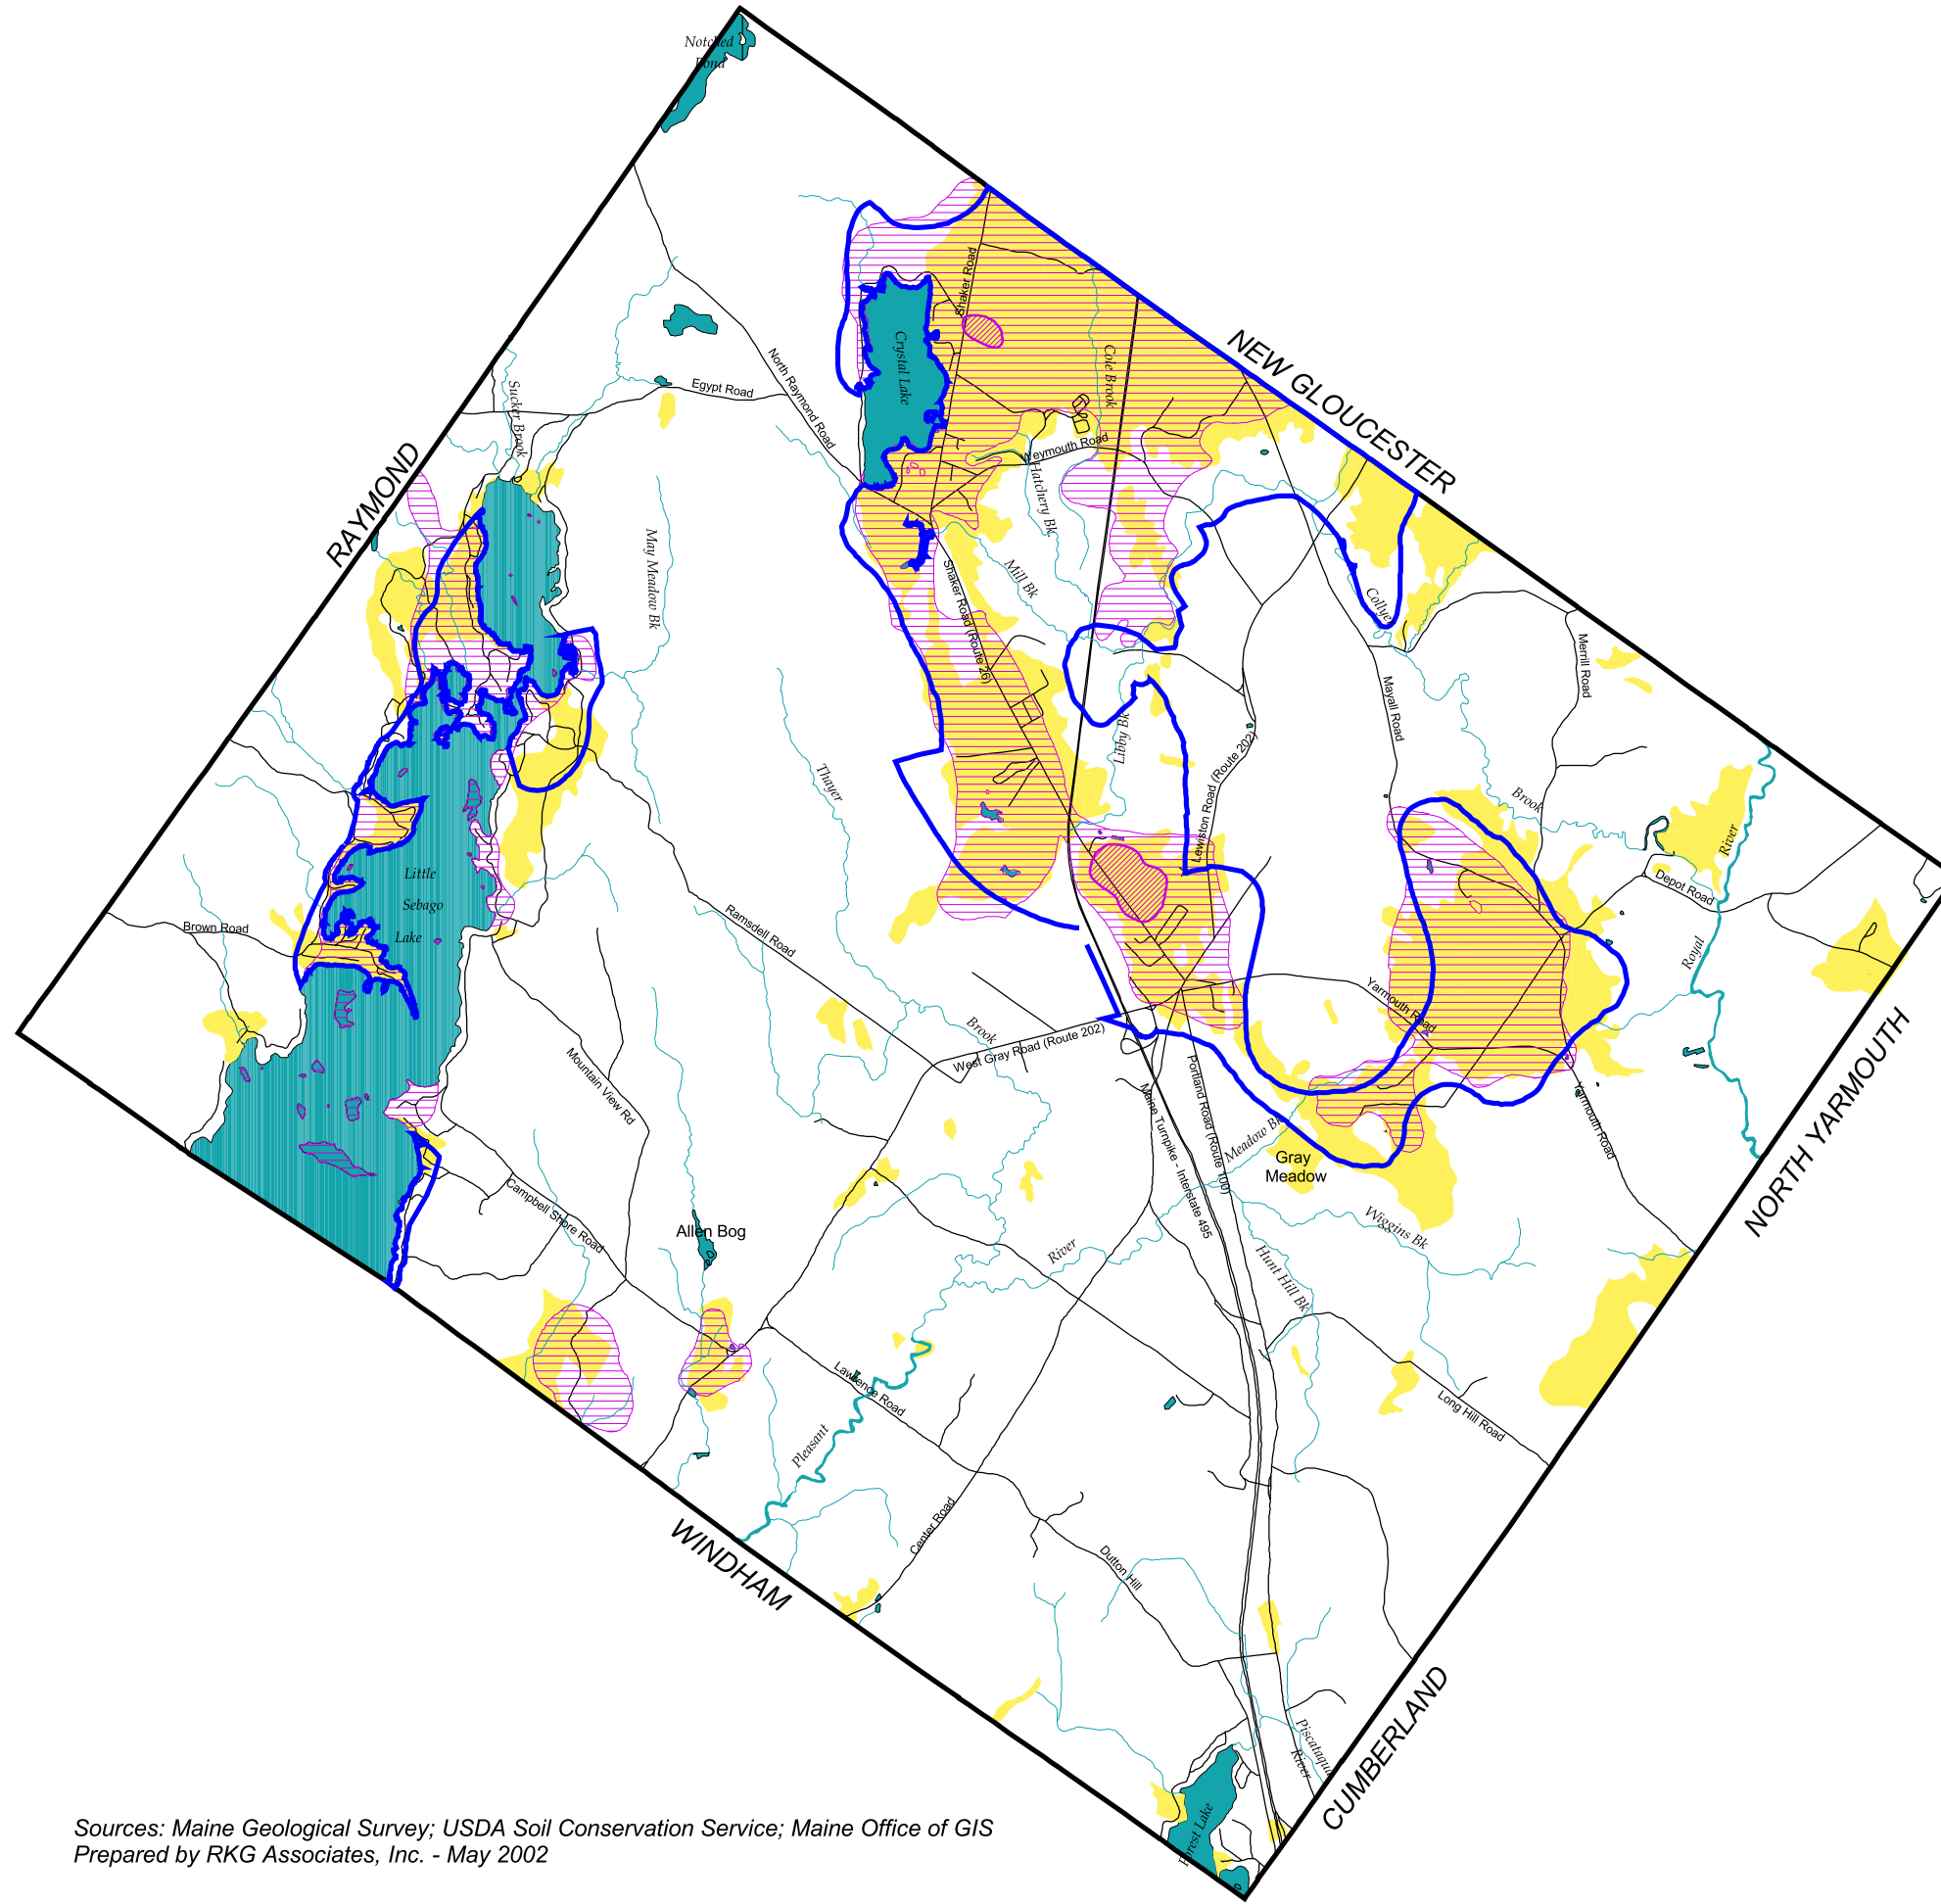 Notched
Pond
NEW GLOUCESTER
RAYMOND
Shaker Road
Crystal Lake
Cole Brook
North Raymond Road
Egypt Road
Sucker Brook
Weymouth Road
Hatchery Bk
May Meadow Bk
Mill Bk
Shaker Road (Route 26)
Collyer
Merrill Road
Mayall Road
Libby Bk
Thayer
Lewiston Road (Route 202)
Brook
River
Depot Road
Little
Sebago
Lake
Brown Road
Ramsdell Road
Royal
Yarmouth Road
Brook
West Gray Road (Route 202)
Mountain View Rd
Maine Turnpike - Interstate 495
Portland Road (Route 100)
Meadow Bk
Gray
Meadow
Yarmouth Road
NORTH YARMOUTH
Campbell Shore Road
Allen Bog
River
Wiggins Bk
Hunt Hill Bk
Lawrence Road
Long Hill Road
Pleasant
Center Road
WINDHAM
Dutton Hill
CUMBERLAND
Piscataqua
River
Forest Lake
Sources: Maine Geological Survey; USDA Soil Conservation Service; Maine Office of GIS
Prepared by RKG Associates, Inc. - May 2002